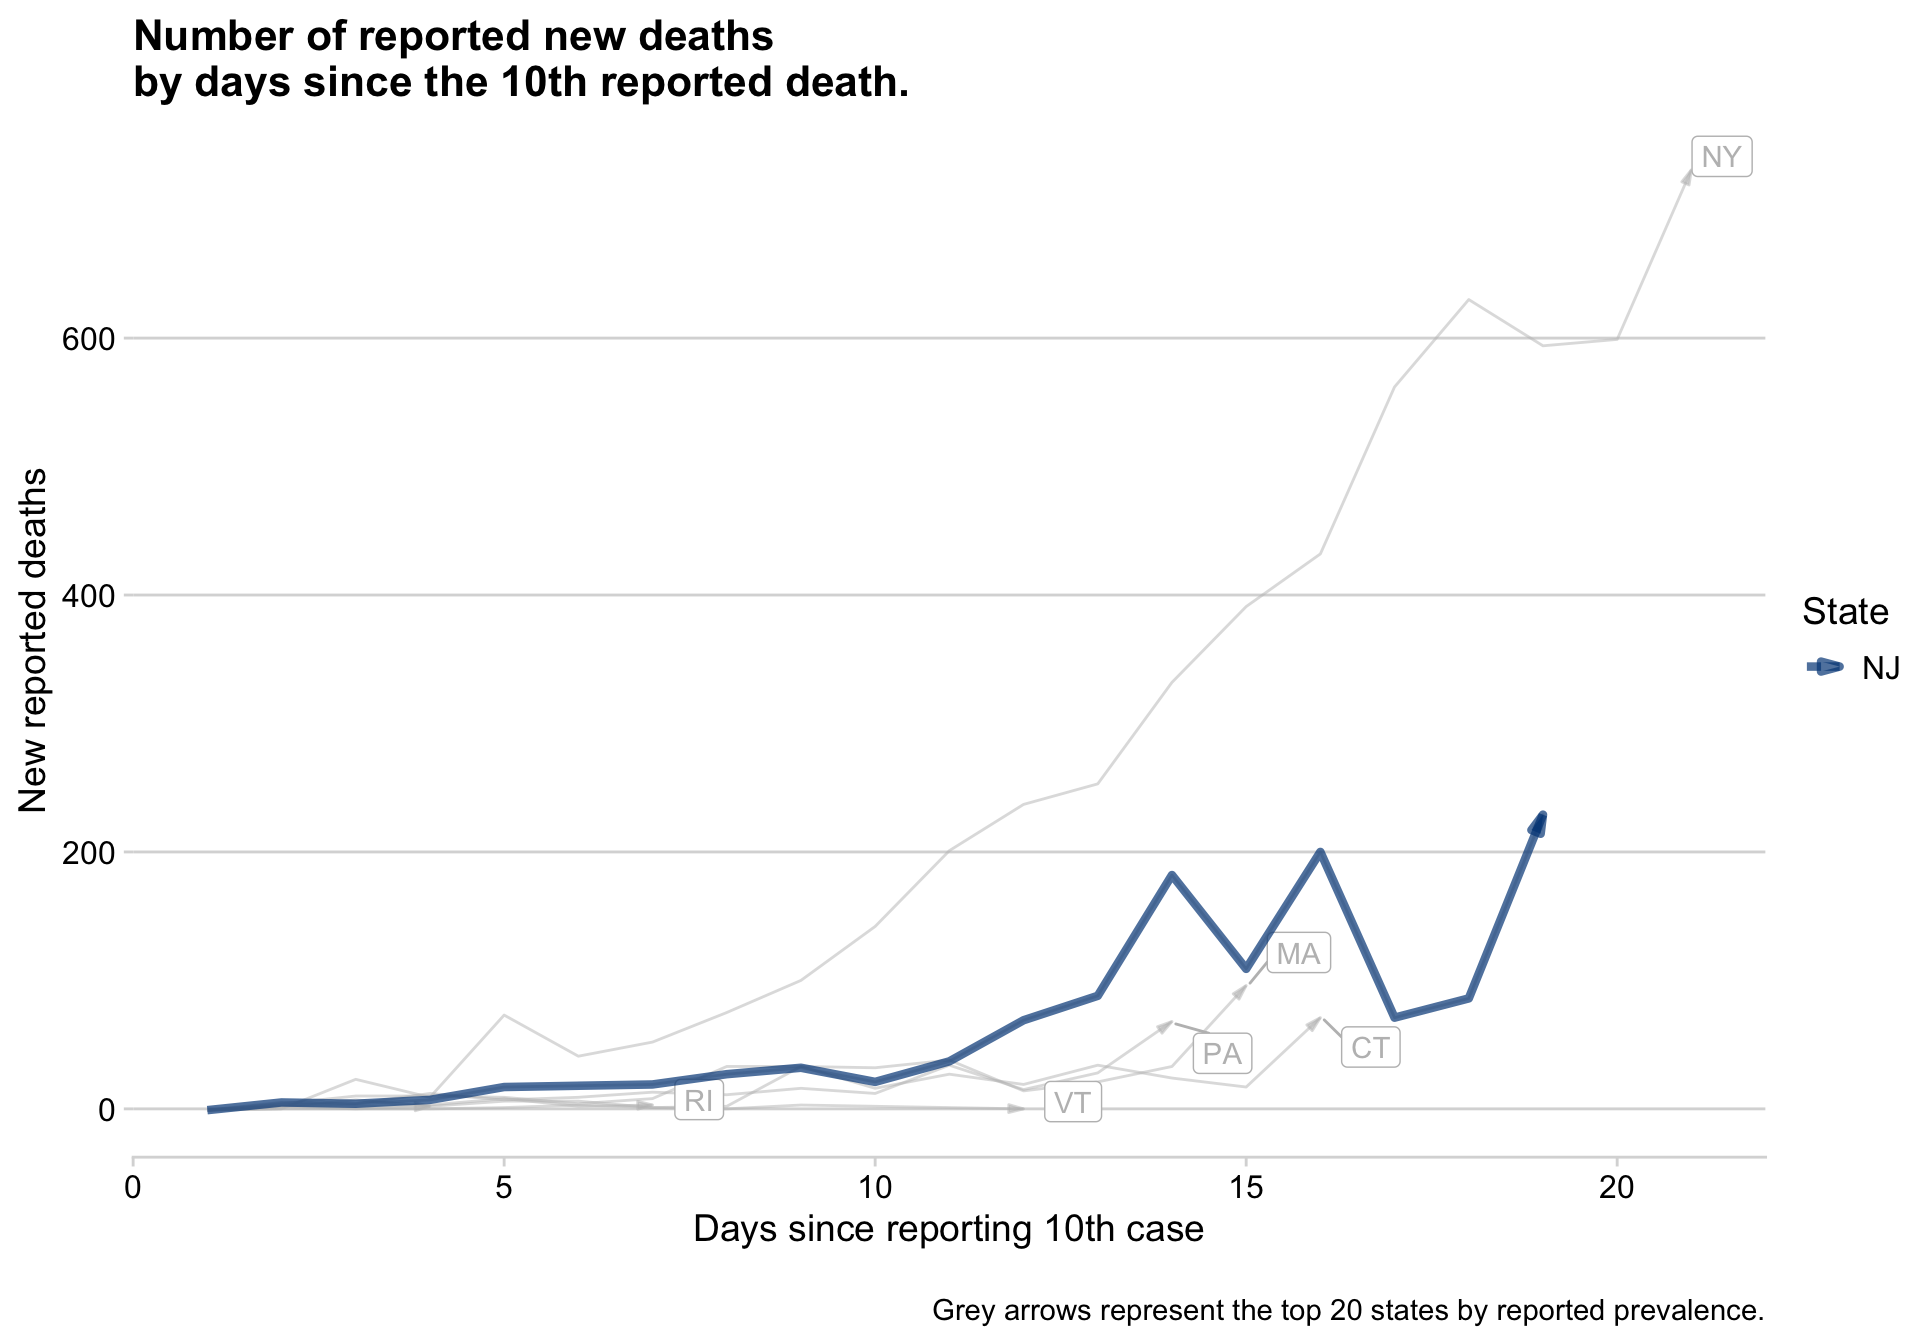 Number of reported new deaths
by days since the 10th reported death.
NY
600
400
200
0
New reported deaths
State
NJ
MA
PA
CT
RI
VT
0 5 10 15 20
Days since reporting 10th case
Grey arrows represent the top 20 states by reported prevalence.